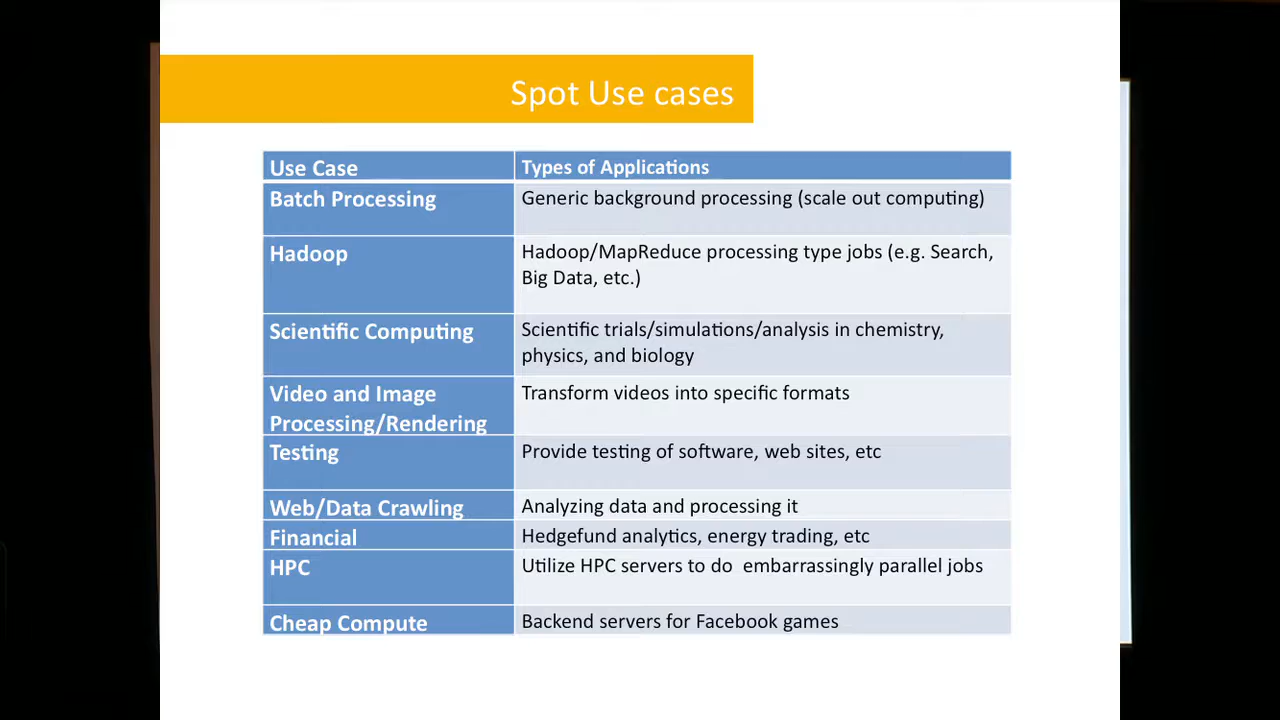 Spot Use cases
Use Case
Types of Applications
Batch Processing
Generic background processing (scale out computing)
Hadoop
Hadoop/MapReduce processing type jobs (e.g. Search,
Big Data, etc.)
Scientific Computing
Scientific trials/simulations/analysis in chemistry,
physics, and biology
Video and Image
Processing/Rendering
Transform videos into specific formats
Testing
Provide testing of software, web sites, etc
Web/Data Crawling
Analyzing data and processing it
Financial
Hedgefund analytics, energy trading, etc
HPC
Utilize HPC servers to do  embarrassingly parallel jobs
Cheap Compute
Backend servers for Facebook games